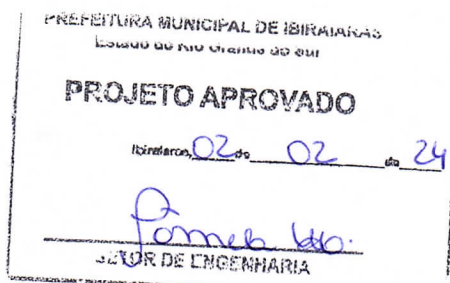 PREFEITURA MUNICIPAL DE IBIRAIARAS
Estado do Rio Grande do Sul
PROJETO APROVADO
Ibiraiaras, 02 de 02 de 24
SETOR DE ENGENHARIA